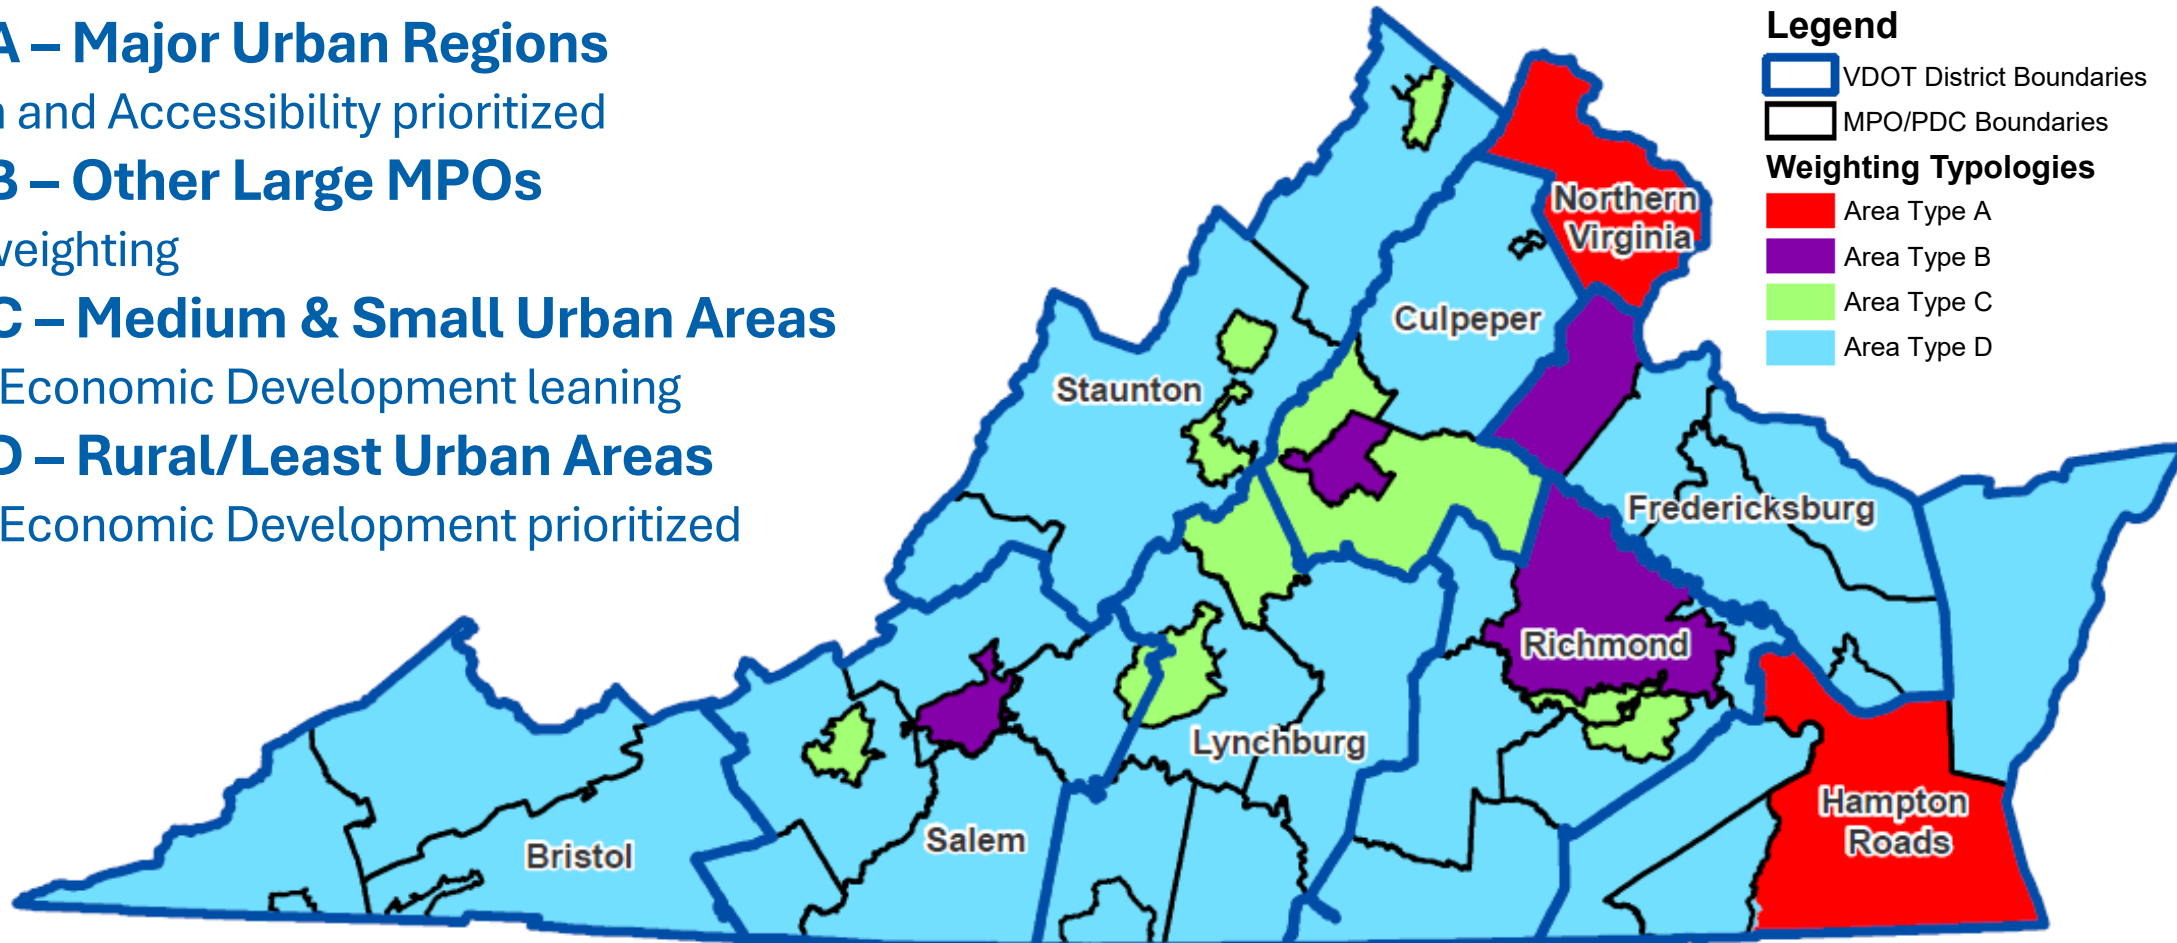 A – Major Urban Regions
and Accessibility prioritized
B – Other Large MPOs
weighting
C – Medium & Small Urban Areas
Economic Development leaning
D – Rural/Least Urban Areas
Economic Development prioritized
Legend
VDOT District Boundaries
MPO/PDC Boundaries
Weighting Typologies
Area Type A
Area Type B
Area Type C
Area Type D
Northern
Virginia
Culpeper
Staunton
Fredericksburg
Richmond
Lynchburg
Hampton
Roads
Salem
Bristol